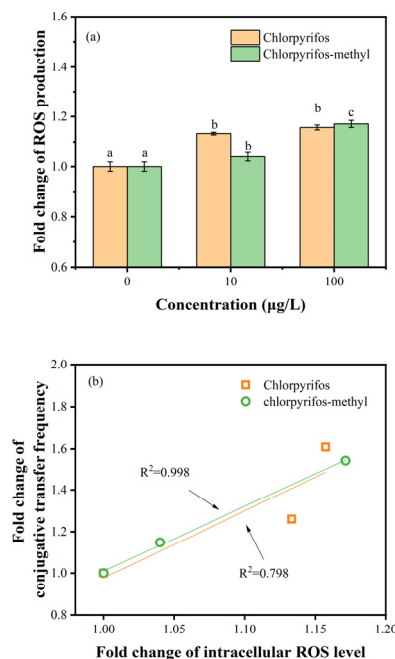 (a)
Chlorpyrifos
Chlorpyrifos-methyl
Fold change of ROS production
1.6
1.4
1.2
1.0
0.8
0.6
a
a
b
b
b
c
0
10
100
Concentration (μg/L)
(b)
Chlorpyrifos
chlorpyrifos-methyl
Fold change of
conjugative transfer frequency
2.0
1.8
1.6
1.4
1.2
1.0
0.8
R²=0.998
R²=0.798
1.00
1.05
1.10
1.15
1.20
Fold change of intracellular ROS level